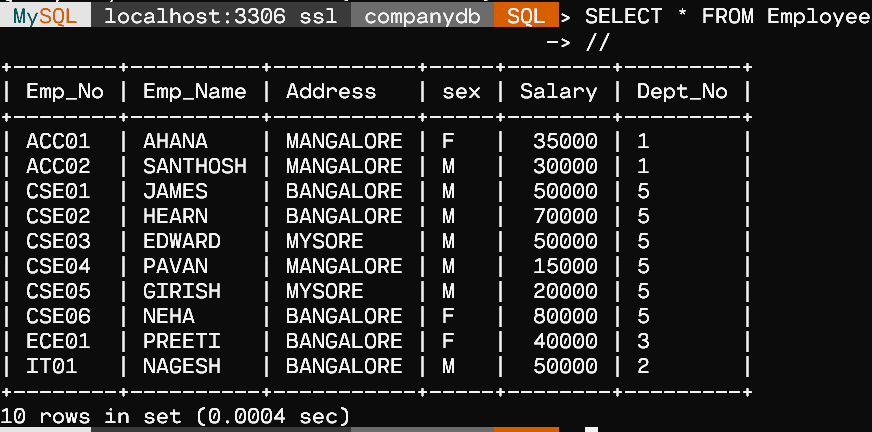 MySQL localhost:3306 ssl companydb SQL > SELECT * FROM Employee
-> //
+--------+----------+-----------+-----+--------+---------+
| Emp_No | Emp_Name | Address   | sex | Salary | Dept_No |
+--------+----------+-----------+-----+--------+---------+
| ACC01  | AHANA    | MANGALORE | F   |  35000 | 1       |
| ACC02  | SANTHOSH | MANGALORE | M   |  30000 | 1       |
| CSE01  | JAMES    | BANGALORE | M   |  50000 | 5       |
| CSE02  | HEARN    | BANGALORE | M   |  70000 | 5       |
| CSE03  | EDWARD   | MYSORE    | M   |  50000 | 5       |
| CSE04  | PAVAN    | MANGALORE | M   |  15000 | 5       |
| CSE05  | GIRISH   | MYSORE    | M   |  20000 | 5       |
| CSE06  | NEHA     | BANGALORE | F   |  80000 | 5       |
| ECE01  | PREETI   | BANGALORE | F   |  40000 | 3       |
| IT01   | NAGESH   | BANGALORE | M   |  50000 | 2       |
+--------+----------+-----------+-----+--------+---------+
10 rows in set (0.0004 sec)